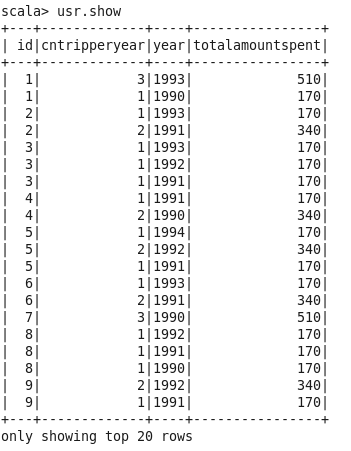 scala> usr.show
+---+-------------+----+----------------+
| id|cntripperyear|year|totalamountspent|
+---+-------------+----+----------------+
|  1|            3|1993|             510|
|  1|            1|1990|             170|
|  2|            1|1993|             170|
|  2|            2|1991|             340|
|  3|            1|1993|             170|
|  3|            1|1992|             170|
|  3|            1|1991|             170|
|  4|            1|1991|             170|
|  4|            2|1990|             340|
|  5|            1|1994|             170|
|  5|            2|1992|             340|
|  5|            1|1991|             170|
|  6|            1|1993|             170|
|  6|            2|1991|             340|
|  7|            3|1990|             510|
|  8|            1|1992|             170|
|  8|            1|1991|             170|
|  8|            1|1990|             170|
|  9|            2|1992|             340|
|  9|            1|1991|             170|
+---+-------------+----+----------------+
only showing top 20 rows